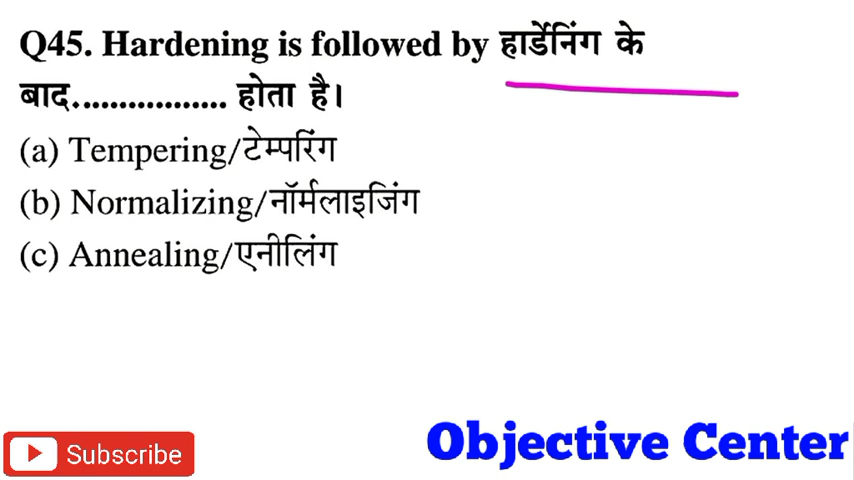 Q45. Hardening is followed by हार्डेनिंग के
बाद.................. होता है।
(a) Tempering/टेम्परिंग
(b) Normalizing/नॉर्मलाइजिंग
(c) Annealing/एनीलिंग
Subscribe
Objective Center